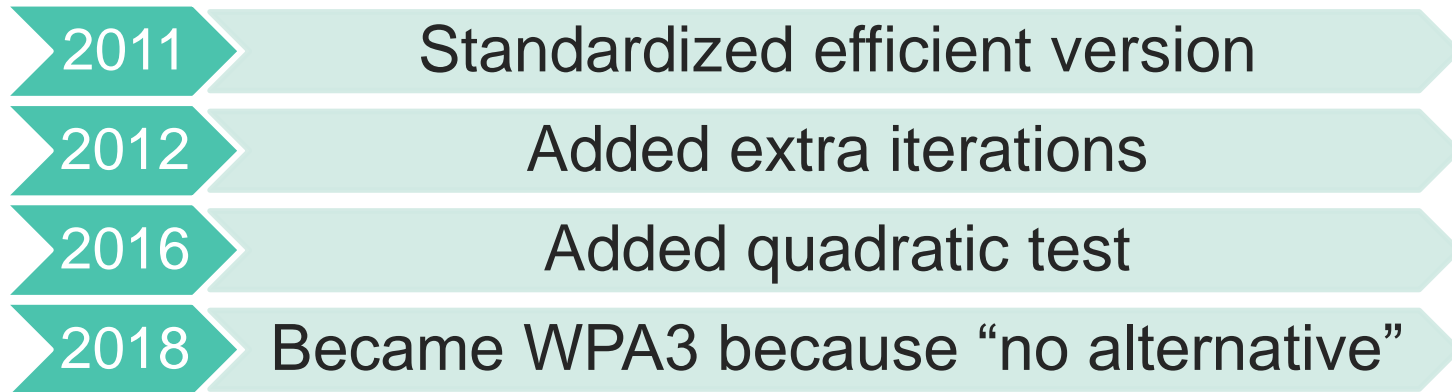 2011 Standardized efficient version
2012 Added extra iterations
2016 Added quadratic test
2018 Became WPA3 because “no alternative”